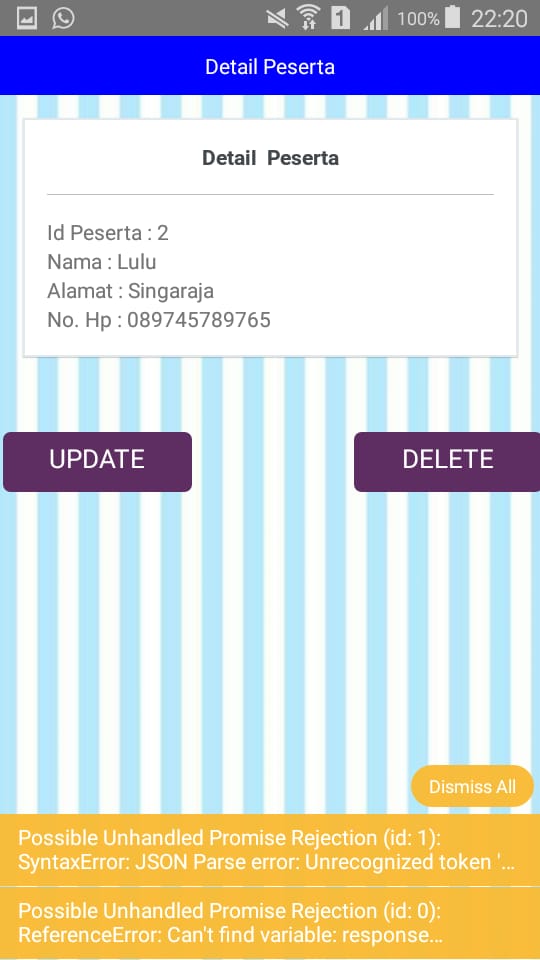 1 100% 22:20
Detail Peserta
Detail Peserta
Id Peserta : 2
Nama : Lulu
Alamat : Singaraja
No. Hp : 089745789765
UPDATE
DELETE
Dismiss All
Possible Unhandled Promise Rejection (id: 1):
SyntaxError: JSON Parse error: Unrecognized token '...
Possible Unhandled Promise Rejection (id: 0):
ReferenceError: Can't find variable: response...